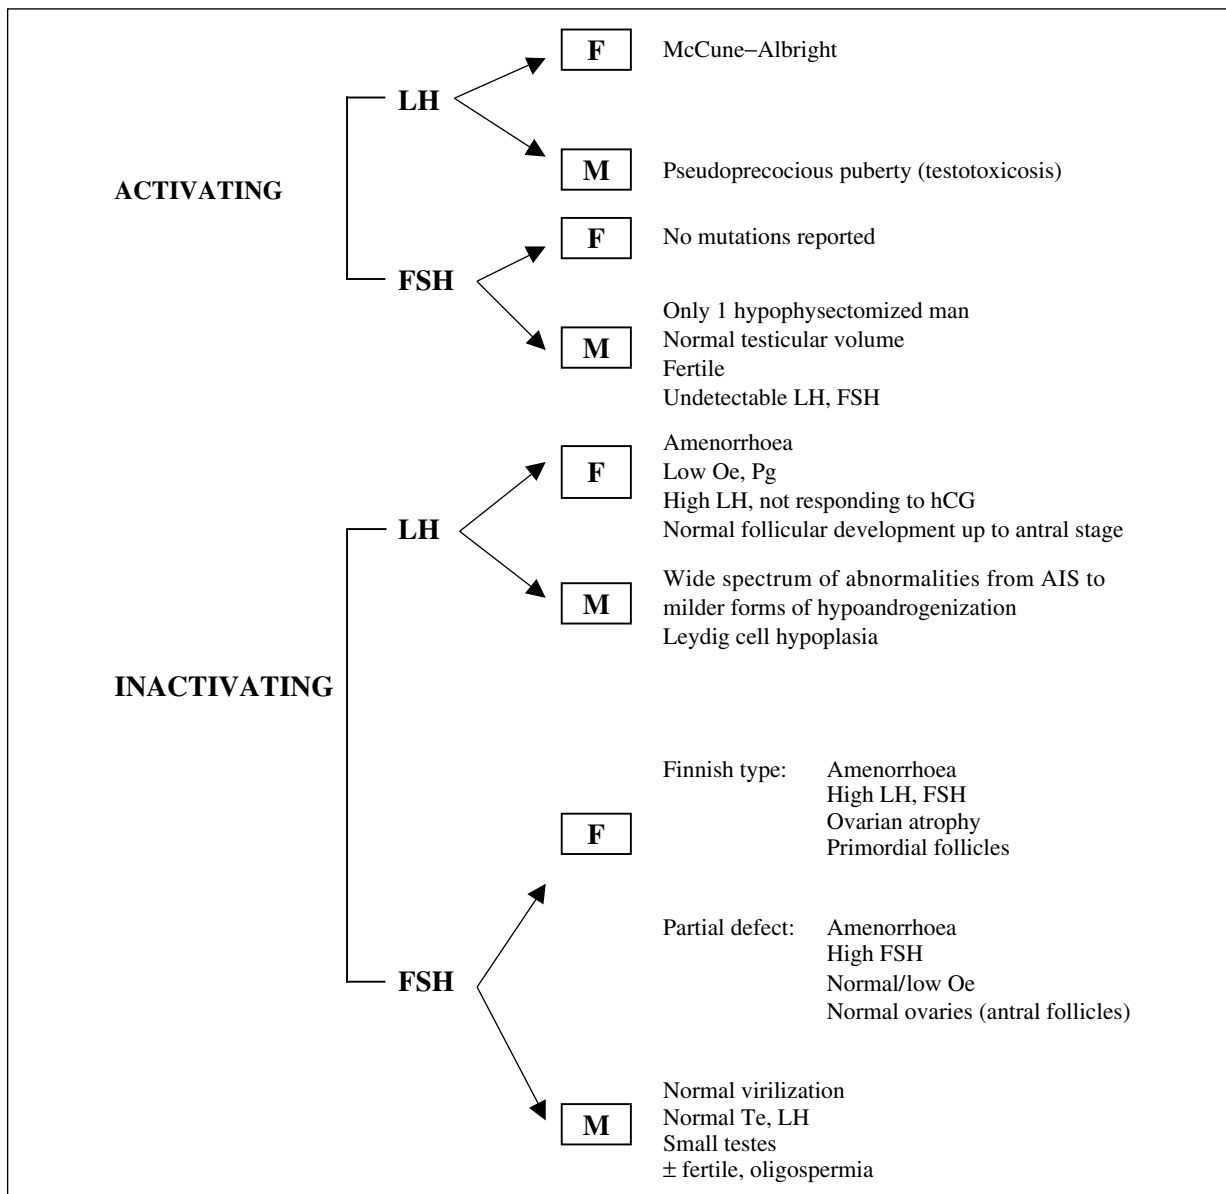 ACTIVATING
LH
F
McCune–Albright
M
Pseudoprecocious puberty (testotoxicosis)
FSH
F
No mutations reported
M
Only 1 hypophysectomized man
Normal testicular volume
Fertile
Undetectable LH, FSH
INACTIVATING
LH
F
Amenorrhoea
Low Oe, Pg
High LH, not responding to hCG
Normal follicular development up to antral stage
M
Wide spectrum of abnormalities from AIS to
milder forms of hypoandrogenization
Leydig cell hypoplasia
FSH
F
Finnish type: Amenorrhoea
High LH, FSH
Ovarian atrophy
Primordial follicles
Partial defect: Amenorrhoea
High FSH
Normal/low Oe
Normal ovaries (antral follicles)
M
Normal virilization
Normal Te, LH
Small testes
± fertile, oligospermia